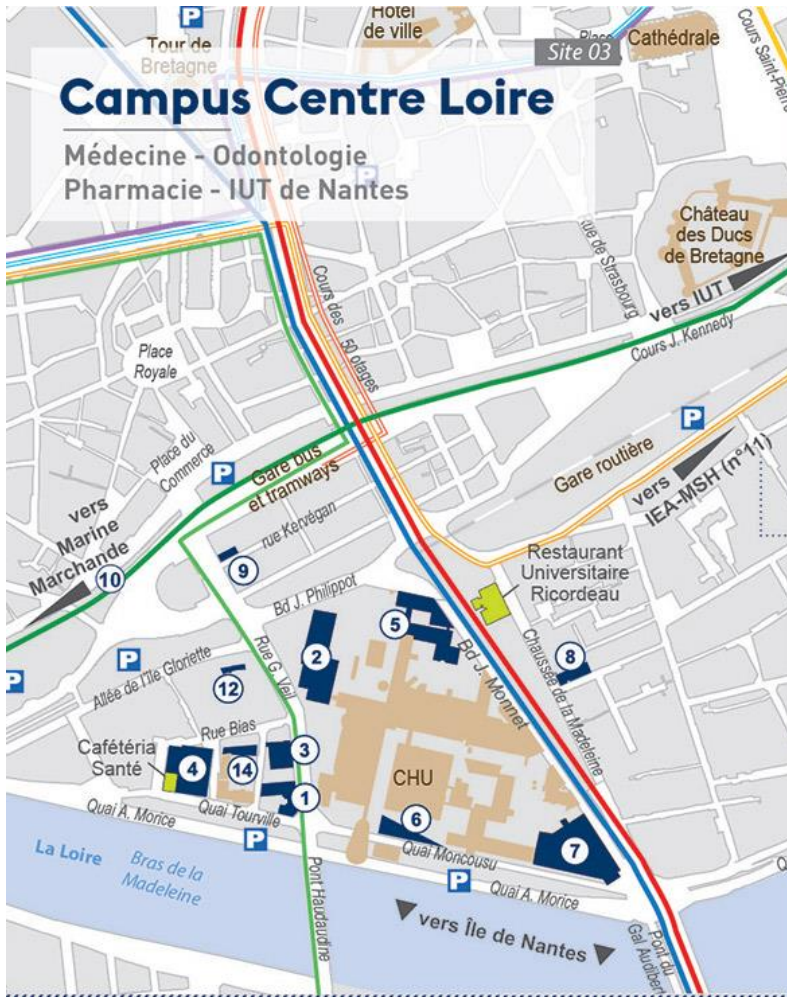 P
Hôtel
de ville
Place
Cathédrale
Cours Saint-Pierre
Tour de
Bretagne
Site 03
Campus Centre Loire
Médecine - Odontologie
Pharmacie - IUT de Nantes
P
Château
des Ducs
de Bretagne
rue de Strasbourg
vers IUT
Cours des
50 otages
Cours J. Kennedy
Place
Royale
Place du
Commerce
P
P
Gare bus
et tramways
Gare routière
vers
IEA-MSH (n°11)
vers
Marine
Marchande
10
rue Kervégan
9
Restaurant
Universitaire
Ricordeau
Bd J. Philippot
5
2
8
P
P
Allée de l'île Gloriette
12
Rue G. Veil
Bd J. Monnet
Chaussée de la Madeleine
Rue Bias
Cafétéria
Santé
4
14
3
1
CHU
6
7
Quai A. Morice
Quai Tourville
P
Quai Moncousu
P
Quai A. Morice
La Loire
Bras de la
Madeleine
Pont Haudaudine
vers Île de Nantes
Pont du
Gal Audibert